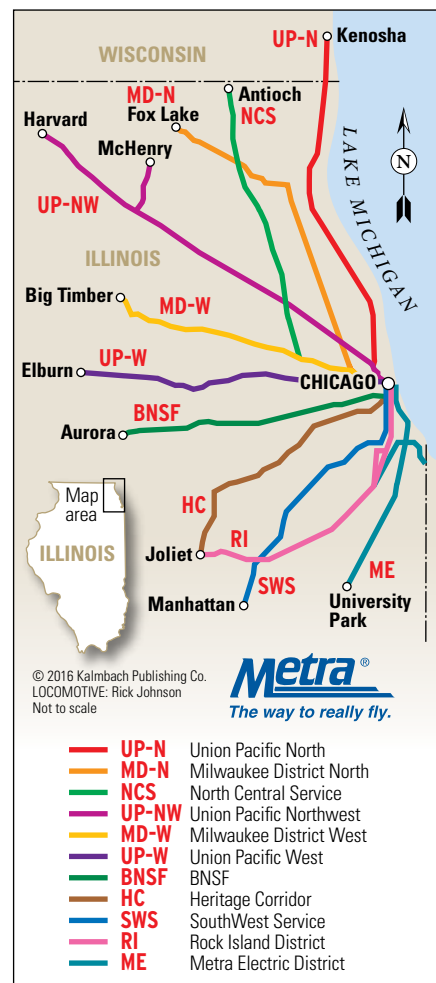 UP-N
Kenosha
WISCONSIN
MD-N
Antioch
Fox Lake
NCS
Harvard
McHenry
LAKE MICHIGAN
N
UP-NW
ILLINOIS
Big Timber
MD-W
UP-W
Elburn
CHICAGO
BNSF
Aurora
Map
area
HC
ILLINOIS
RI
Joliet
ME
SWS
Manhattan
University
Park
© 2016 Kalmbach Publishing Co.
LOCOMOTIVE: Rick Johnson
Not to scale
Metra®
The way to really fly.
UP-N Union Pacific North
MD-N Milwaukee District North
NCS North Central Service
UP-NW Union Pacific Northwest
MD-W Milwaukee District West
UP-W Union Pacific West
BNSF BNSF
HC Heritage Corridor
SWS SouthWest Service
RI Rock Island District
ME Metra Electric District